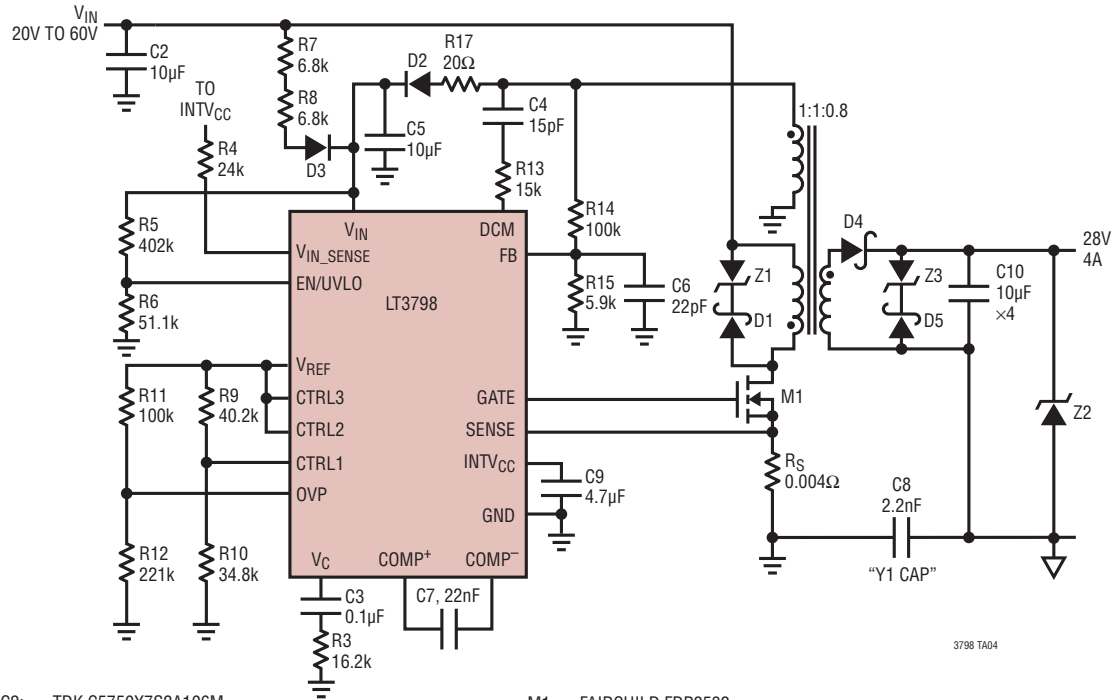 VIN
20V TO 60V
C2
10µF
R7
6.8k
R8
6.8k
D3
TO
INTVCC
R4
24k
D2
R17
20Ω
C5
10µF
C4
15pF
R13
15k
1:1:0.8
R5
402k
R6
51.1k
R14
100k
R15
5.9k
C6
22pF
Z1
D1
D4
Z3
D5
C10
10µF
×4
28V
4A
Z2
VIN
DCM
VIN_SENSE
FB
EN/UVLO
LT3798
VREF
CTRL3
GATE
CTRL2
SENSE
CTRL1
INTVCC
OVP
GND
VC
COMP+
COMP–
R11
100k
R9
40.2k
R12
221k
R10
34.8k
M1
RS
0.004Ω
C9
4.7µF
C8
2.2nF
"Y1 CAP"
C3
0.1µF
C7, 22nF
R3
16.2k
3798 TA04